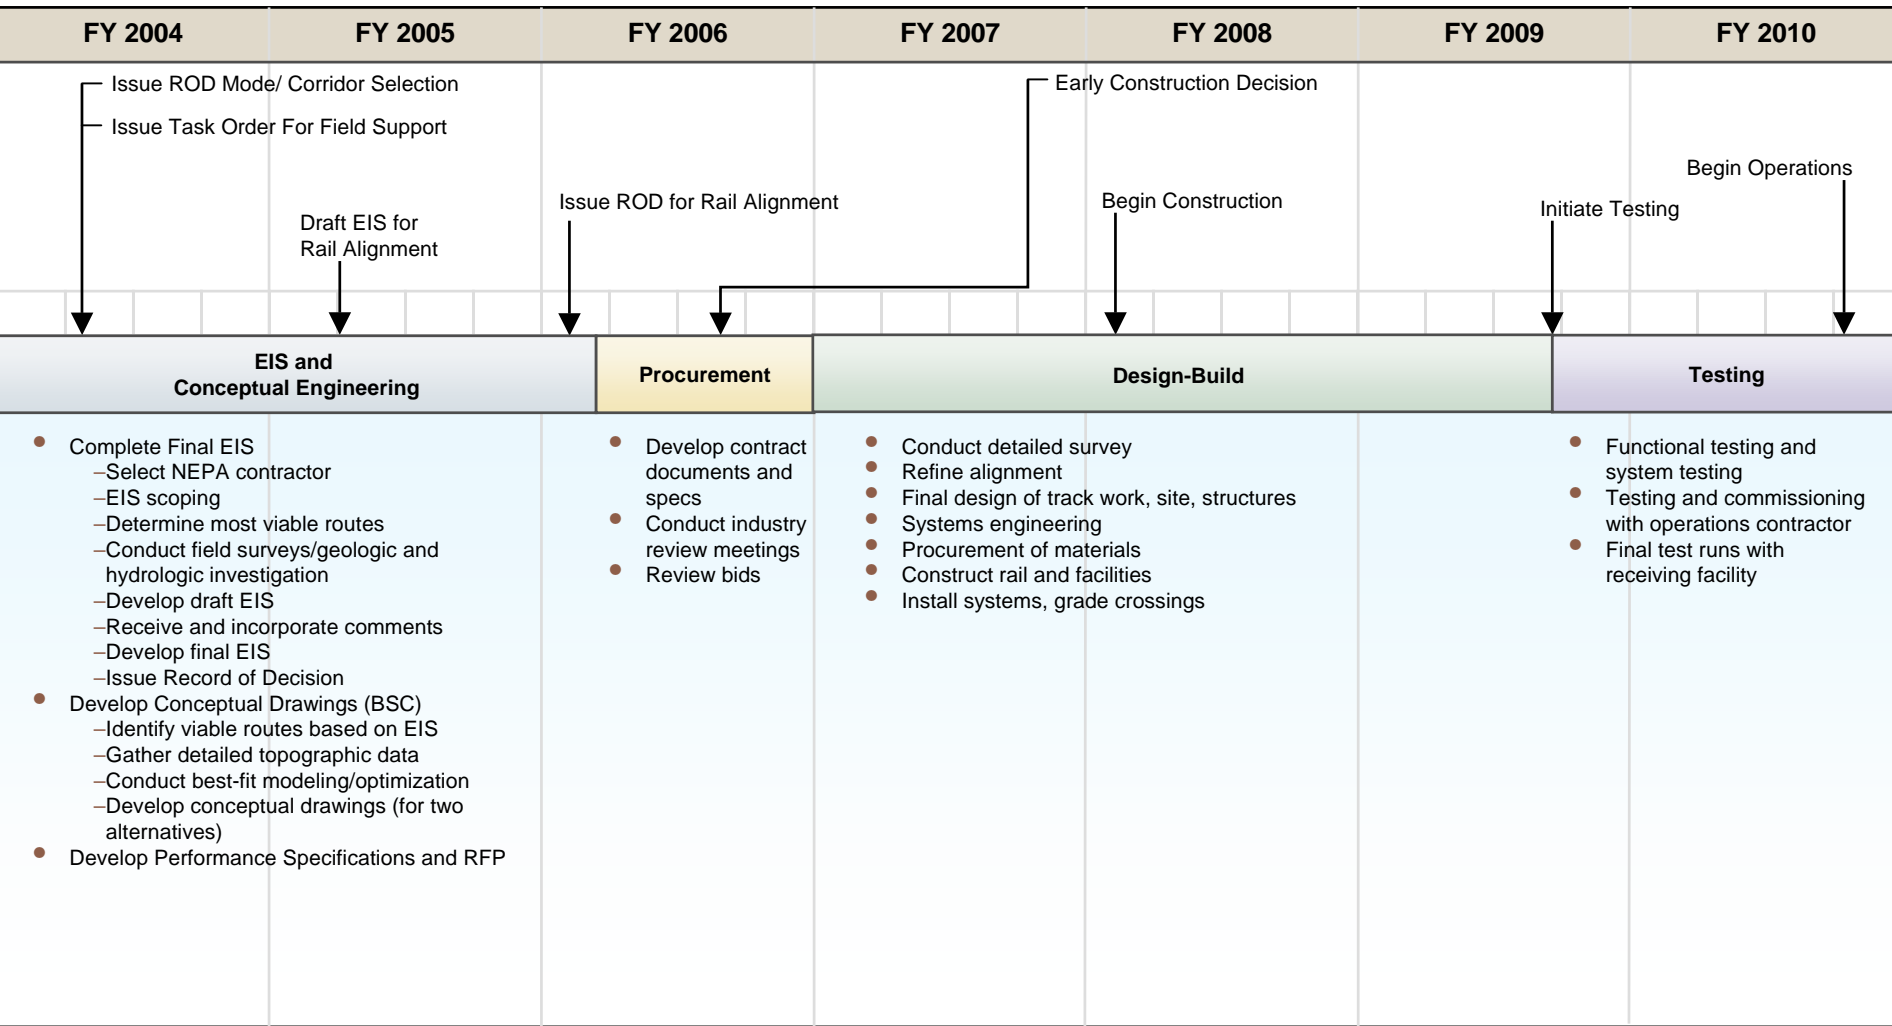 FY 2004 FY 2005 FY 2006 FY 2007 FY 2008 FY 2009 FY 2010
Issue ROD Mode/ Corridor Selection
Issue Task Order For Field Support
Draft EIS for
Rail Alignment
Issue ROD for Rail Alignment
Early Construction Decision
Begin Construction
Initiate Testing
Begin Operations
EIS and
Conceptual Engineering
Procurement
Design-Build
Testing
• Complete Final EIS
–Select NEPA contractor
–EIS scoping
–Determine most viable routes
–Conduct field surveys/geologic and
hydrologic investigation
–Develop draft EIS
–Receive and incorporate comments
–Develop final EIS
–Issue Record of Decision
• Develop Conceptual Drawings (BSC)
–Identify viable routes based on EIS
–Gather detailed topographic data
–Conduct best-fit modeling/optimization
–Develop conceptual drawings (for two
alternatives)
• Develop Performance Specifications and RFP
• Develop contract
documents and
specs
• Conduct industry
review meetings
• Review bids
• Conduct detailed survey
• Refine alignment
• Final design of track work, site, structures
• Systems engineering
• Procurement of materials
• Construct rail and facilities
• Install systems, grade crossings
• Functional testing and
system testing
• Testing and commissioning
with operations contractor
• Final test runs with
receiving facility